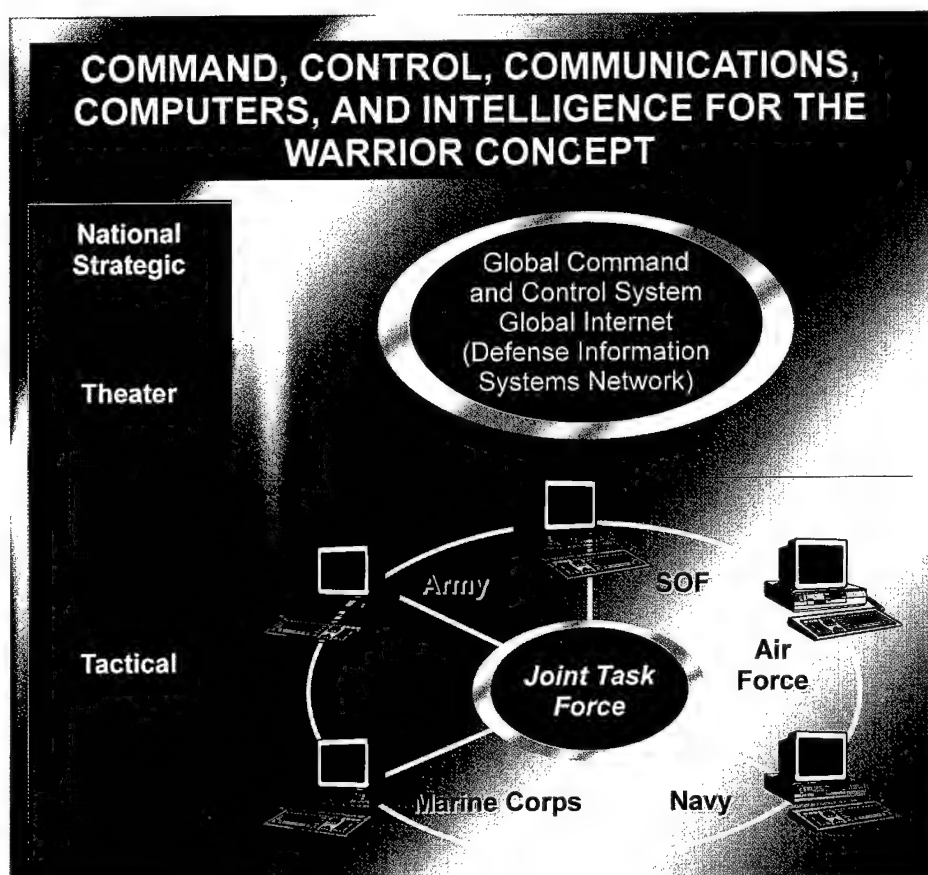 COMMAND, CONTROL, COMMUNICATIONS,
COMPUTERS, AND INTELLIGENCE FOR THE
WARRIOR CONCEPT
National
Strategic
Global Command
and Control System
Global Internet
(Defense Information
Systems Network)
Theater
Army
SOF
Tactical
Joint Task
Force
Air
Force
Marine Corps
Navy